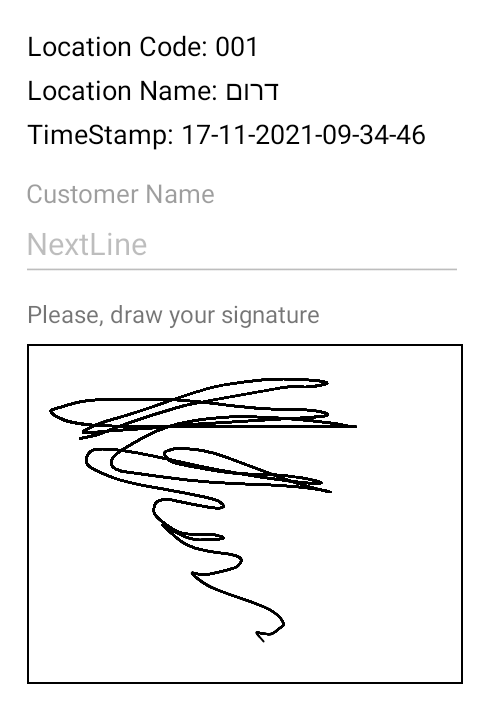 Location Code: 001
Location Name: דרום
TimeStamp: 17-11-2021-09-34-46
Customer Name
NextLine
Please, draw your signature